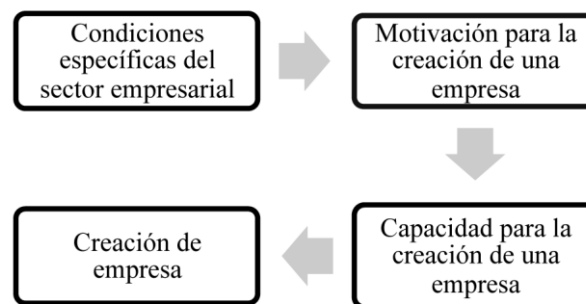 Condiciones
específicas del
sector empresarial
Motivación para la
creación de una
empresa
Capacidad para la
creación de una
empresa
Creación de
empresa